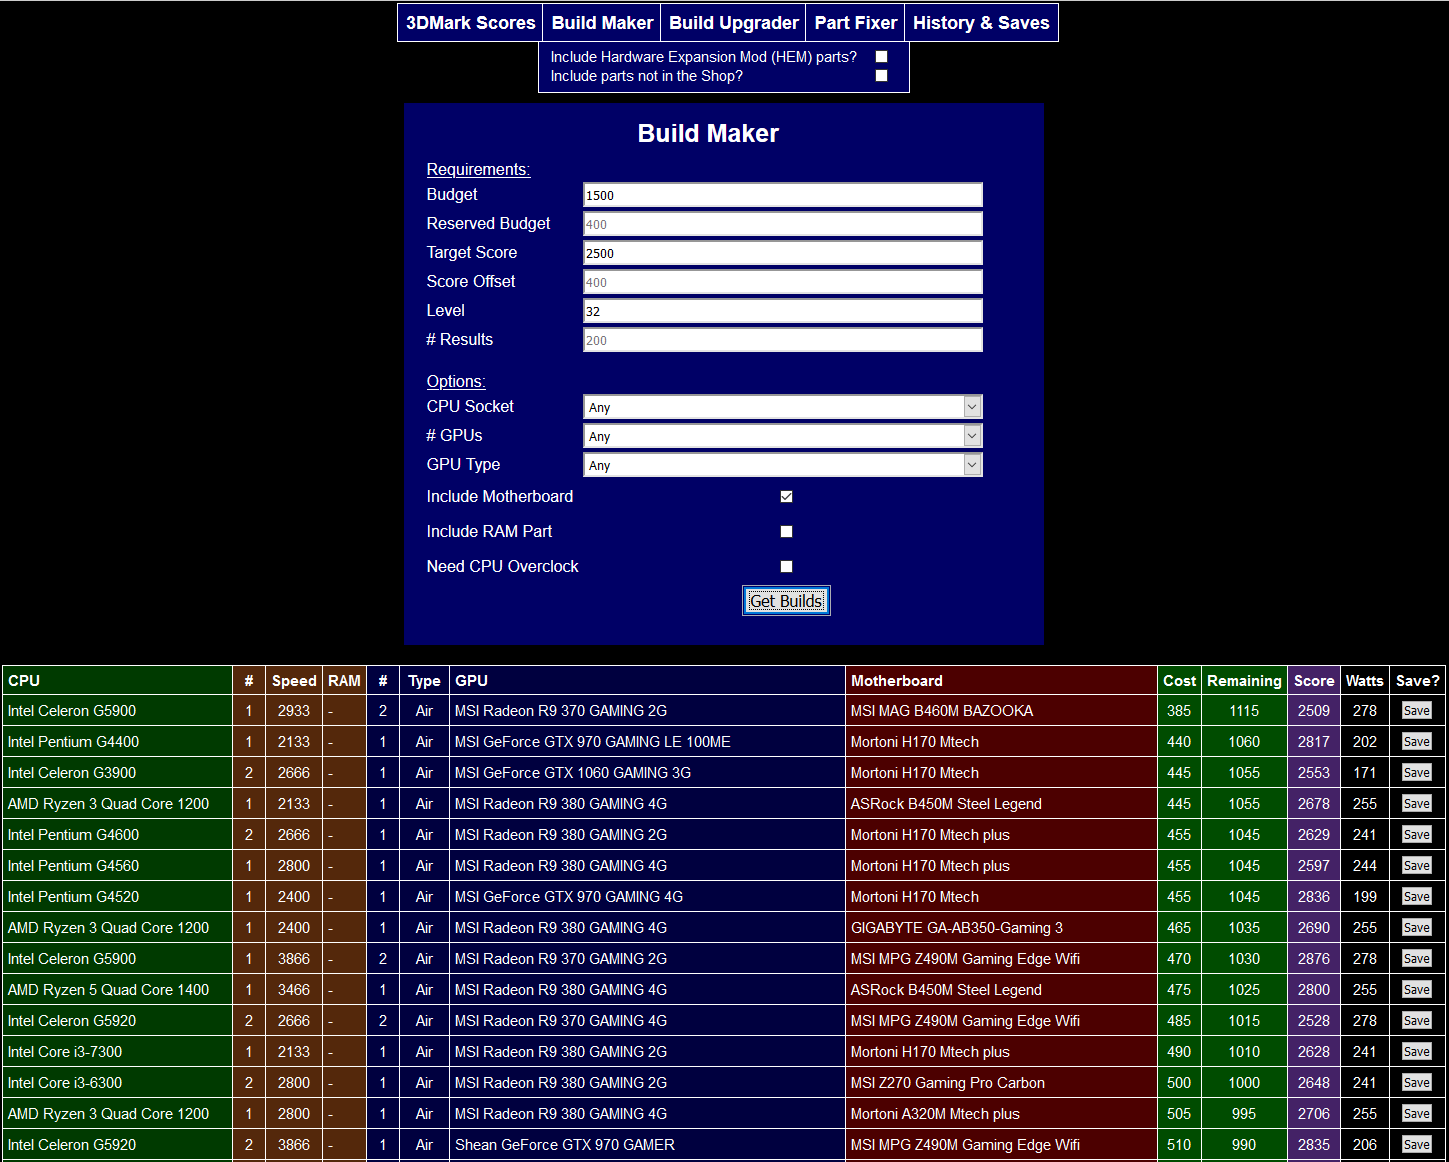 3DMark Scores Build Maker Build Upgrader Part Fixer History & Saves
Include Hardware Expansion Mod (HEM) parts?
Include parts not in the Shop?
Build Maker
Requirements:
Budget 1500
Reserved Budget 400
Target Score 2500
Score Offset 400
Level 32
# Results 200
Options:
CPU Socket Any
# GPUs Any
GPU Type Any
Include Motherboard
Include RAM Part
Need CPU Overclock
Get Builds
CPU # Speed RAM # Type GPU Motherboard Cost Remaining Score Watts Save?
Intel Celeron G5900 1 2933 - 2 Air MSI Radeon R9 370 GAMING 2G MSI MAG B460M BAZOOKA 385 1115 2509 278 Save
Intel Pentium G4400 1 2133 - 1 Air MSI GeForce GTX 970 GAMING LE 100ME Mortoni H170 Mtech 440 1060 2817 202 Save
Intel Celeron G3900 2 2666 - 1 Air MSI GeForce GTX 1060 GAMING 3G Mortoni H170 Mtech 445 1055 2553 171 Save
AMD Ryzen 3 Quad Core 1200 1 2133 - 1 Air MSI Radeon R9 380 GAMING 4G ASRock B450M Steel Legend 445 1055 2678 255 Save
Intel Pentium G4600 2 2666 - 1 Air MSI Radeon R9 380 GAMING 2G Mortoni H170 Mtech plus 455 1045 2629 241 Save
Intel Pentium G4560 1 2800 - 1 Air MSI Radeon R9 380 GAMING 4G Mortoni H170 Mtech plus 455 1045 2597 244 Save
Intel Pentium G4520 1 2400 - 1 Air MSI GeForce GTX 970 GAMING 4G Mortoni H170 Mtech 455 1045 2836 199 Save
AMD Ryzen 3 Quad Core 1200 1 2400 - 1 Air MSI Radeon R9 380 GAMING 4G GIGABYTE GA-AB350-Gaming 3 465 1035 2690 255 Save
Intel Celeron G5900 1 3866 - 2 Air MSI Radeon R9 370 GAMING 2G MSI MPG Z490M Gaming Edge Wifi 470 1030 2876 278 Save
AMD Ryzen 5 Quad Core 1400 1 3466 - 1 Air MSI Radeon R9 380 GAMING 4G ASRock B450M Steel Legend 475 1025 2800 255 Save
Intel Celeron G5920 2 2666 - 2 Air MSI Radeon R9 370 GAMING 4G MSI MPG Z490M Gaming Edge Wifi 485 1015 2528 278 Save
Intel Core i3-7300 1 2133 - 1 Air MSI Radeon R9 380 GAMING 2G Mortoni H170 Mtech plus 490 1010 2628 241 Save
Intel Core i3-6300 2 2800 - 1 Air MSI Radeon R9 380 GAMING 2G MSI Z270 Gaming Pro Carbon 500 1000 2648 241 Save
AMD Ryzen 3 Quad Core 1200 1 2800 - 1 Air MSI Radeon R9 380 GAMING 4G Mortoni A320M Mtech plus 505 995 2706 255 Save
Intel Celeron G5920 2 3866 - 1 Air Shean GeForce GTX 970 GAMER MSI MPG Z490M Gaming Edge Wifi 510 990 2835 206 Save